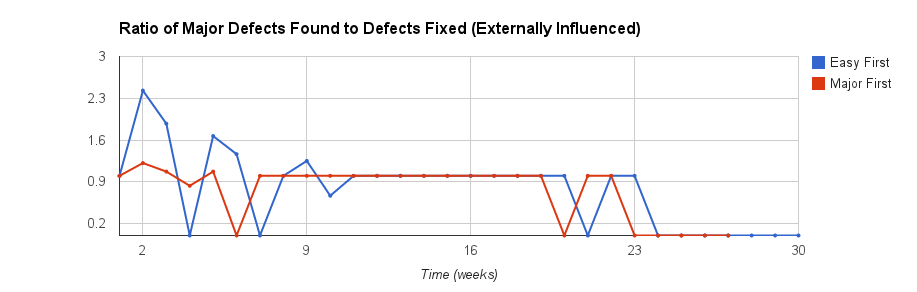 Ratio of Major Defects Found to Defects Fixed (Externally Influenced)
3
2.3
1.6
0.9
0.2
2 9 16 23 30
Time (weeks)
Easy First
Major First